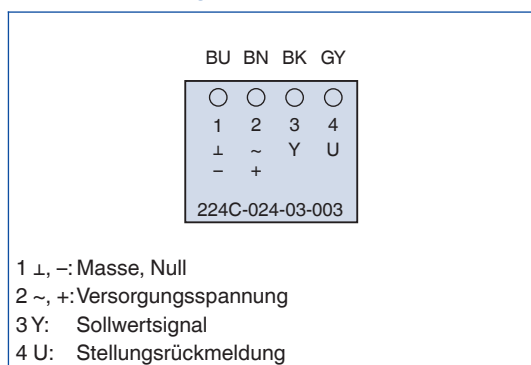 BU BN BK GY
1 2 3 4
⊥ ~ Y U
– +
224C-024-03-003
1 ⊥, –: Masse, Null
2 ~, +: Versorgungsspannung
3 Y: Sollwertsignal
4 U: Stellungsrückmeldung